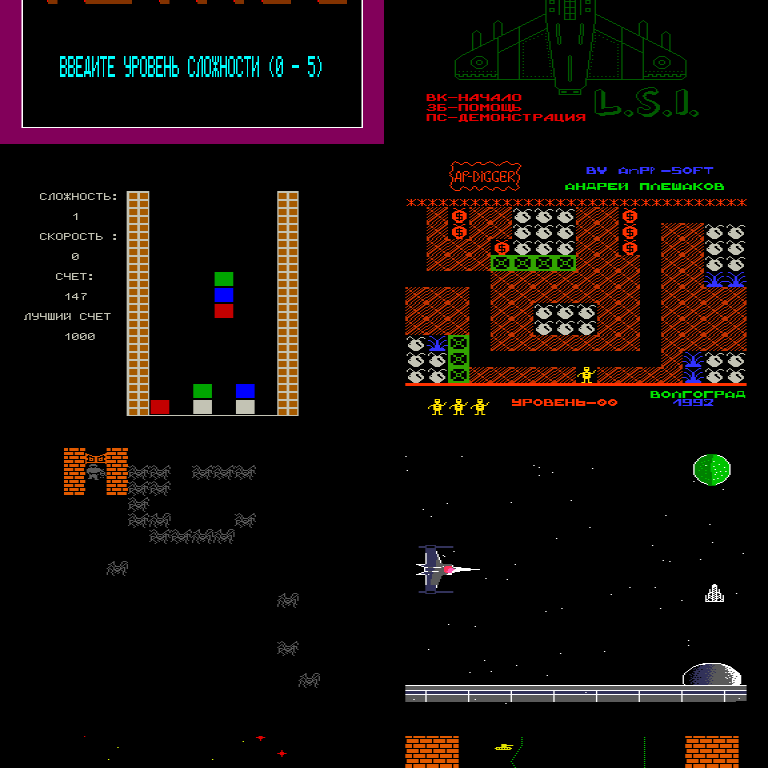 ВВЕДИТЕ УРОВЕНЬ СЛОЖНОСТИ (0 - 5)
ВК-НАЧАЛО
ЗБ-ПОМОЩЬ
ПС-ДЕМОНСТРАЦИЯ
L.S.I.
СЛОЖНОСТЬ:
1
СКОРОСТЬ :
0
СЧЕТ:
147
ЛУЧШИЙ СЧЕТ
1000
AP-DIGGER
BY AnPi-SOFT
АНДРЕЙ ПЛЕШАКОВ
УРОВЕНЬ-00
ВОЛГОГРАД
1992